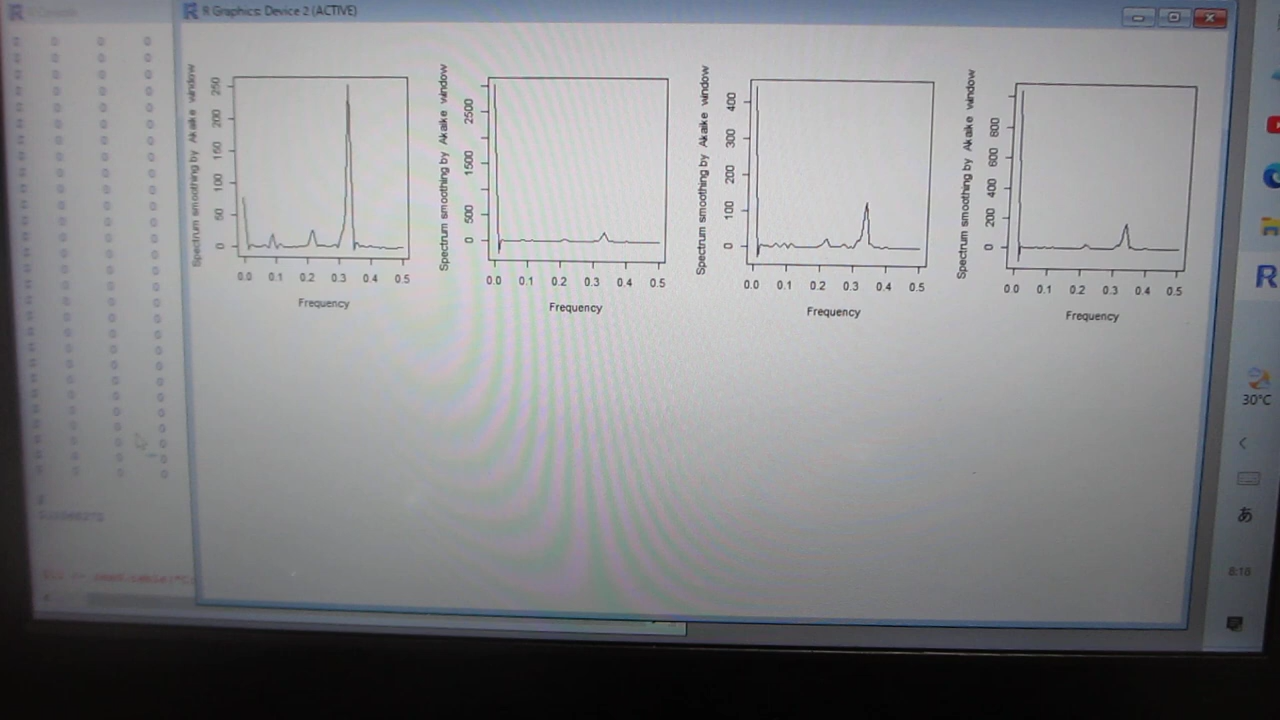 R Graphics: Device 2 (ACTIVE)
Spectrum smoothing by Akaike window
0 50 100 150 200 250
0.0 0.1 0.2 0.3 0.4 0.5
Frequency
Spectrum smoothing by Akaike window
0 500 1500 2500
0.0 0.1 0.2 0.3 0.4 0.5
Frequency
Spectrum smoothing by Akaike window
0 100 200 300 400
0.0 0.1 0.2 0.3 0.4 0.5
Frequency
Spectrum smoothing by Akaike window
0 200 400 600 800
0.0 0.1 0.2 0.3 0.4 0.5
Frequency
R
30°C
あ